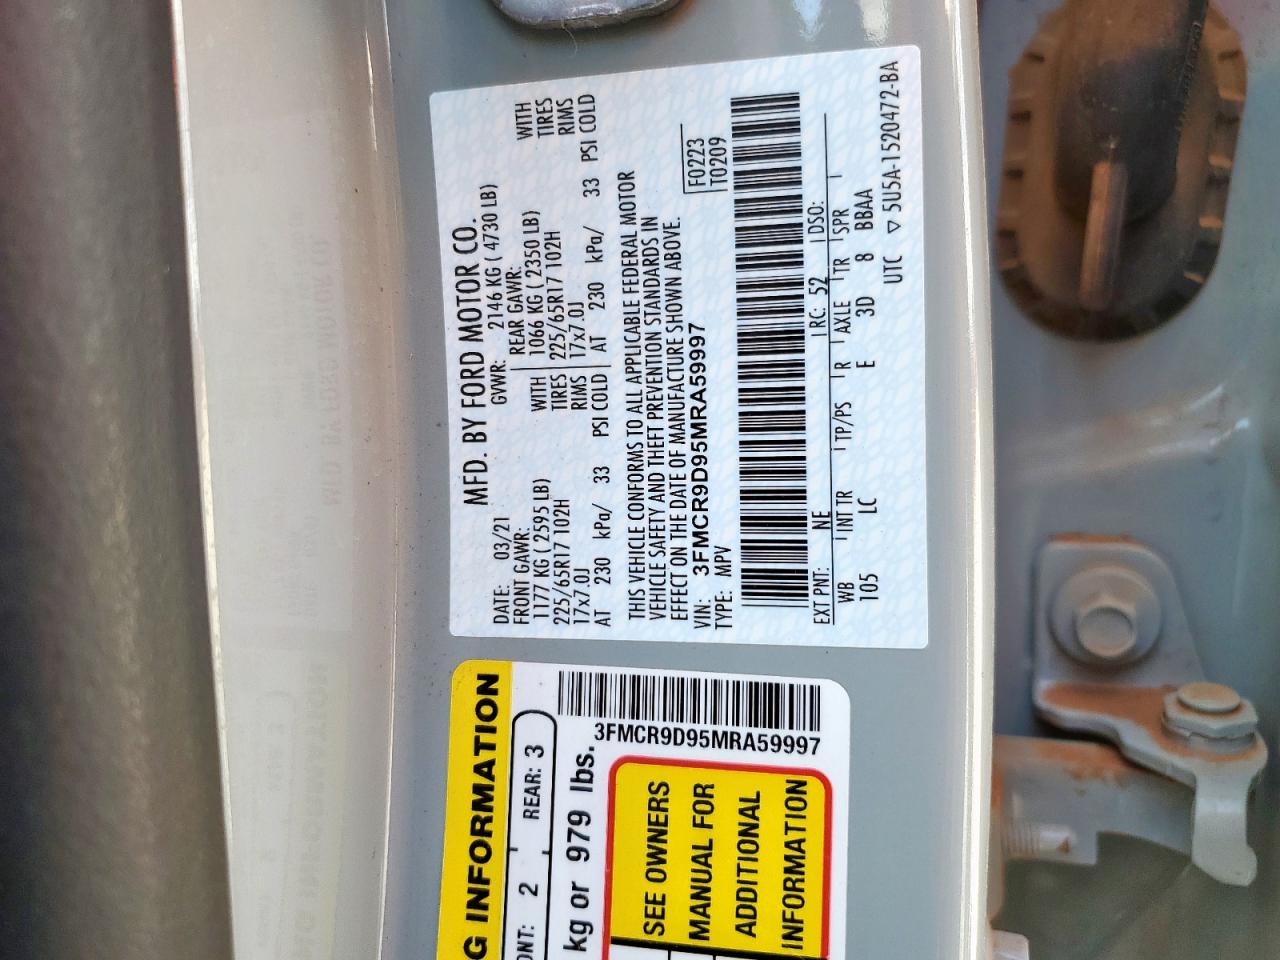 MFD. BY FORD MOTOR CO.
DATE: 03/21 GVWR: 2146 KG ( 4730 LB)
FRONT GAWR: REAR GAWR:
1177 KG ( 2595 LB) WITH 1066 KG ( 2350 LB) WITH
225/65R17 102H TIRES 225/65R17 102H TIRES
17x7.0J RIMS 17x7.0J RIMS
AT 230 kPa/ 33 PSI COLD AT 230 kPa/ 33 PSI COLD
THIS VEHICLE CONFORMS TO ALL APPLICABLE FEDERAL MOTOR
VEHICLE SAFETY AND THEFT PREVENTION STANDARDS IN
EFFECT ON THE DATE OF MANUFACTURE SHOWN ABOVE.
VIN: 3FMCR9D95MRA59997 F0223
TYPE: MPV T0209
EXT PNT: NE RC: 52 DSO:
WB INT TR TP/PS R AXLE TR SPR
105 LC E 3D 8 BBAA
UTC ▽ 5U5A-1520472-BA
G INFORMATION
ONT: 2 REAR: 3
kg or 979 lbs.
3FMCR9D95MRA59997
SEE OWNERS
MANUAL FOR
ADDITIONAL
INFORMATION